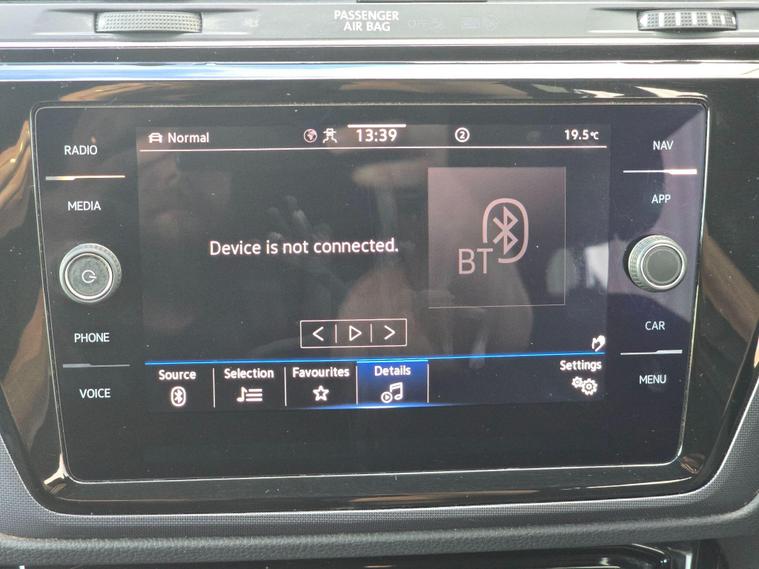 PASSENGER
AIR BAG
Normal
13:39
2
19.5°C
RADIO
MEDIA
PHONE
VOICE
Device is not connected.
BT
NAV
APP
CAR
MENU
Source
Selection
Favourites
Details
Settings